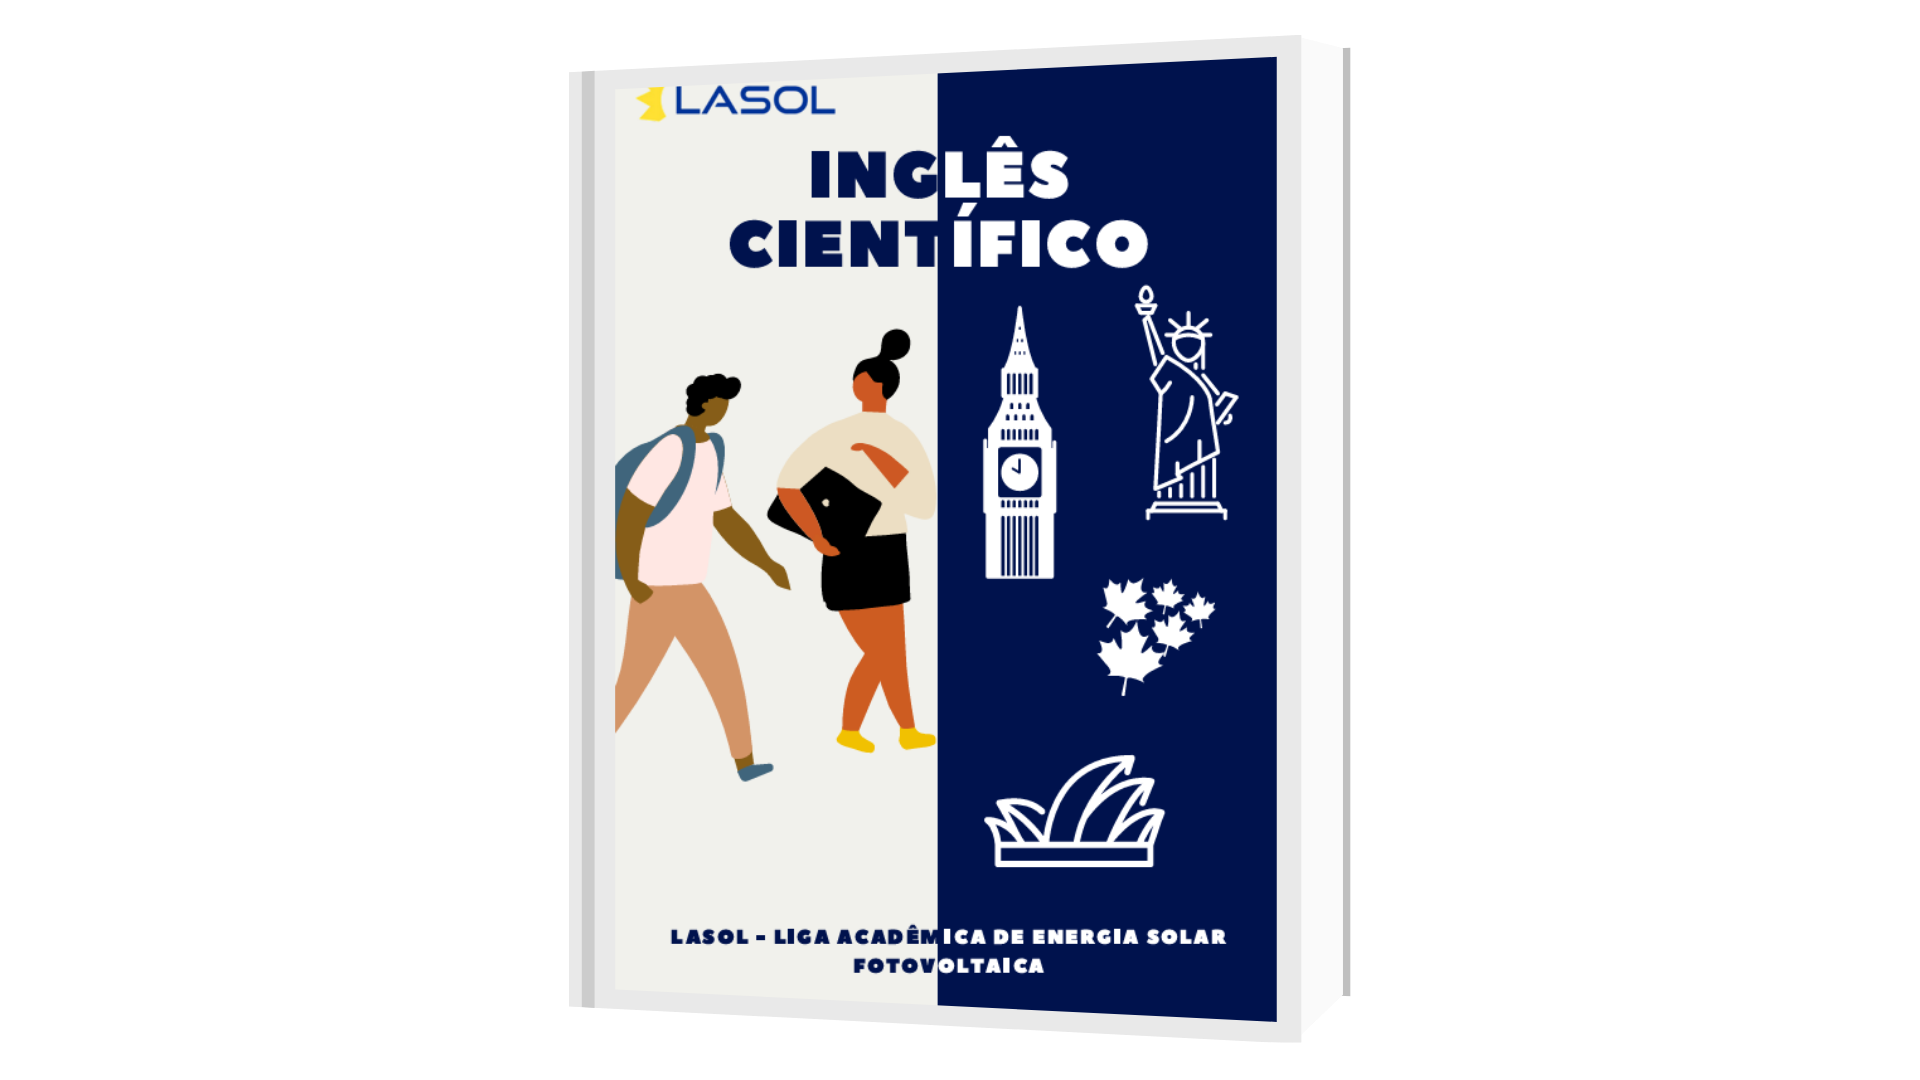 LASOL
INGLÊS
CIENTÍFICO
LASOL - LIGA ACADÊMICA DE ENERGIA SOLAR
FOTOVOLTAICA